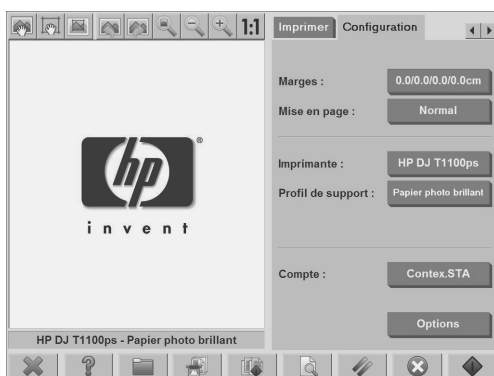 1:1
Imprimer Configuration
Marges : 0.0/0.0/0.0/0.0cm
Mise en page : Normal
Imprimante : HP DJ T1100ps
Profil de support : Papier photo brillant
Compte : Contex.STA
Options
hp ®
invent
HP DJ T1100ps - Papier photo brillant